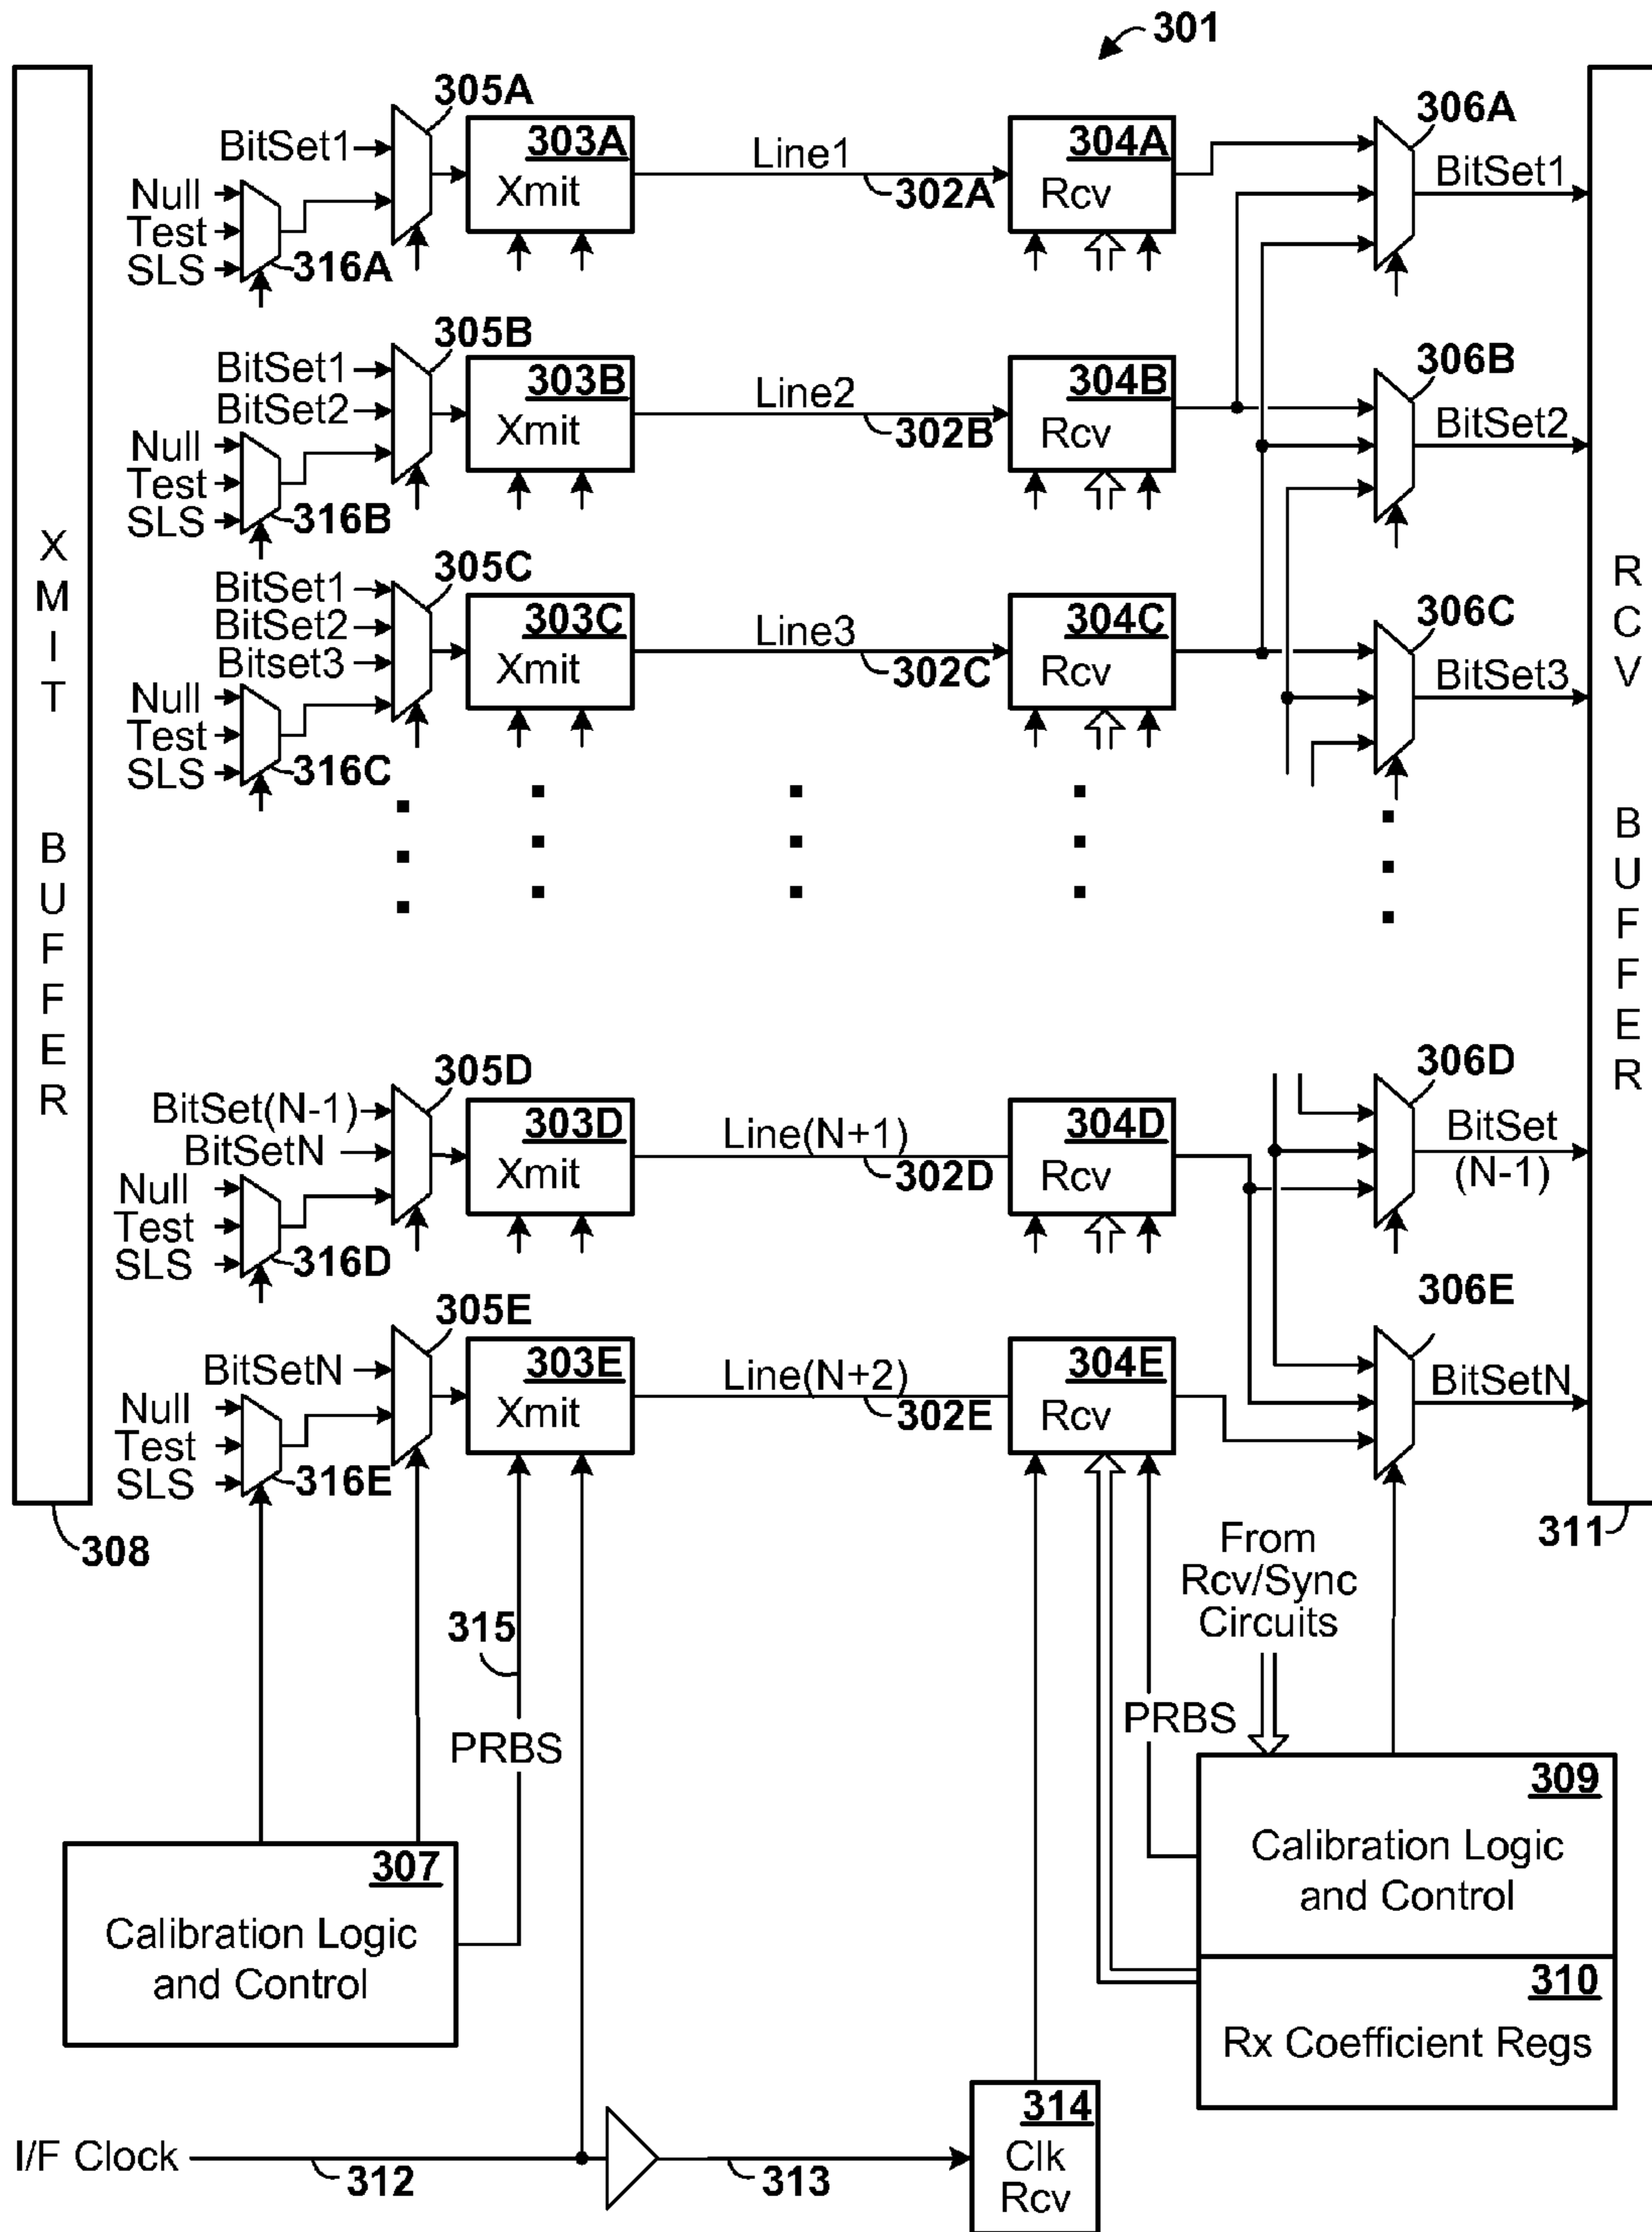 301
305A
306A
BitSet1
303A
Xmit
Line1
302A
304A
Rcv
BitSet1
Null
Test
SLS
316A
305B
306B
BitSet1
BitSet2
303B
Xmit
Line2
302B
304B
Rcv
BitSet2
Null
Test
SLS
316B
305C
306C
BitSet1
BitSet2
Bitset3
303C
Xmit
Line3
302C
304C
Rcv
BitSet3
Null
Test
SLS
316C
XMIT BUFFER
RCV BUFFER
305D
306D
BitSet(N-1)
BitSetN
303D
Xmit
Line(N+1)
302D
304D
Rcv
BitSet
(N-1)
Null
Test
SLS
316D
305E
306E
BitSetN
303E
Xmit
Line(N+2)
302E
304E
Rcv
BitSetN
Null
Test
SLS
316E
308
311
From
Rcv/Sync
Circuits
315
PRBS
PRBS
307
Calibration Logic
and Control
309
Calibration Logic
and Control
310
Rx Coefficient Regs
314
Clk
Rcv
I/F Clock
312
313